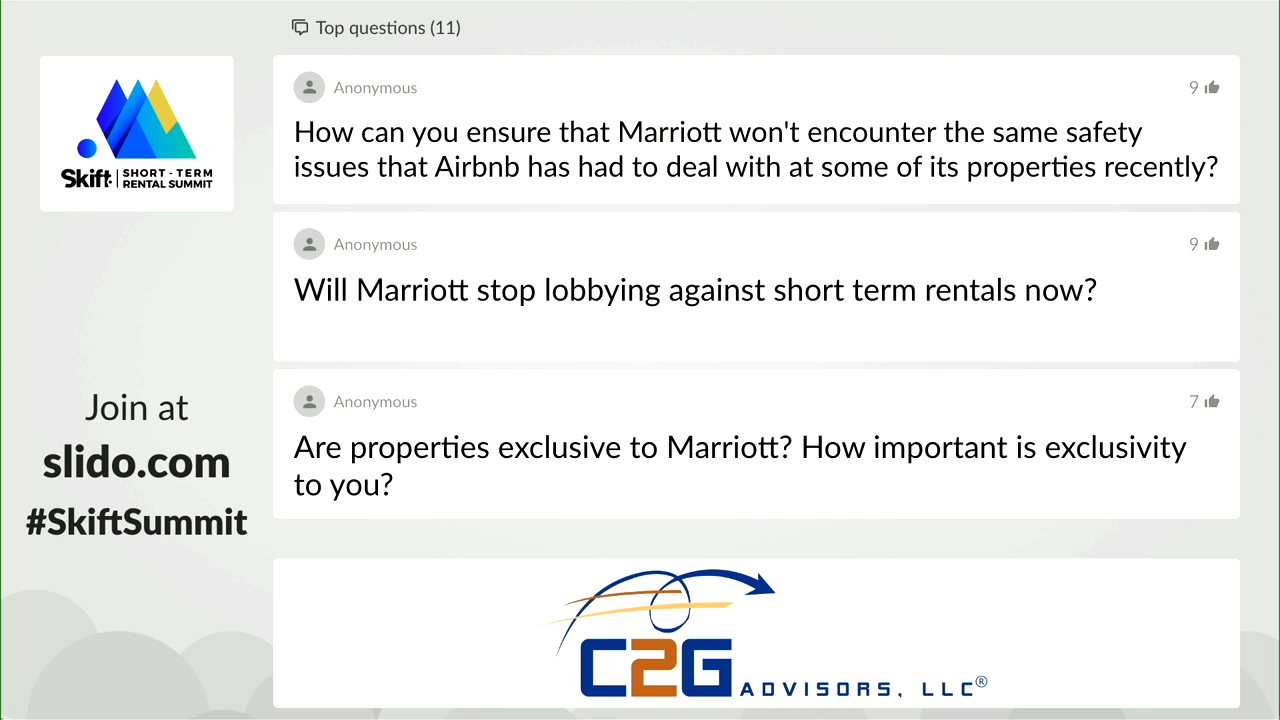 Top questions (11)
Skift
SHORT-TERM
RENTAL SUMMIT
Join at
slido.com
#SkiftSummit
Anonymous
9
How can you ensure that Marriott won't encounter the same safety
issues that Airbnb has had to deal with at some of its properties recently?
Anonymous
9
Will Marriott stop lobbying against short term rentals now?
Anonymous
7
Are properties exclusive to Marriott? How important is exclusivity
to you?
C2G ADVISORS, LLC®